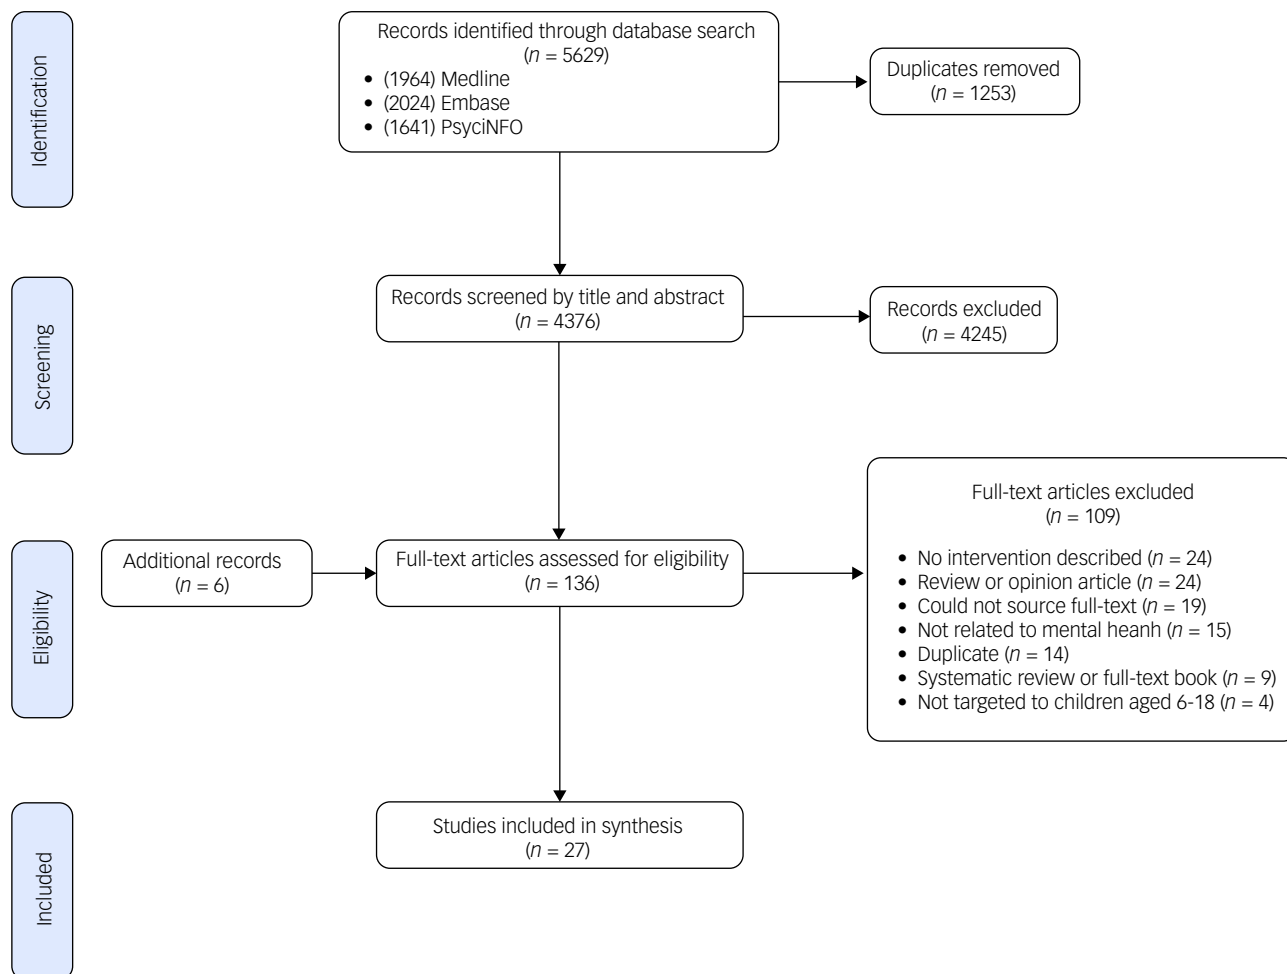 Identification
Records identified through database search
(n = 5629)
• (1964) Medline
• (2024) Embase
• (1641) PsyciNFO
Duplicates removed
(n = 1253)
Screening
Records screened by title and abstract
(n = 4376)
Records excluded
(n = 4245)
Eligibility
Additional records
(n = 6)
Full-text articles assessed for eligibility
(n = 136)
Full-text articles excluded
(n = 109)
• No intervention described (n = 24)
• Review or opinion article (n = 24)
• Could not source full-text (n = 19)
• Not related to mental heanh (n = 15)
• Duplicate (n = 14)
• Systematic review or full-text book (n = 9)
• Not targeted to children aged 6-18 (n = 4)
Included
Studies included in synthesis
(n = 27)